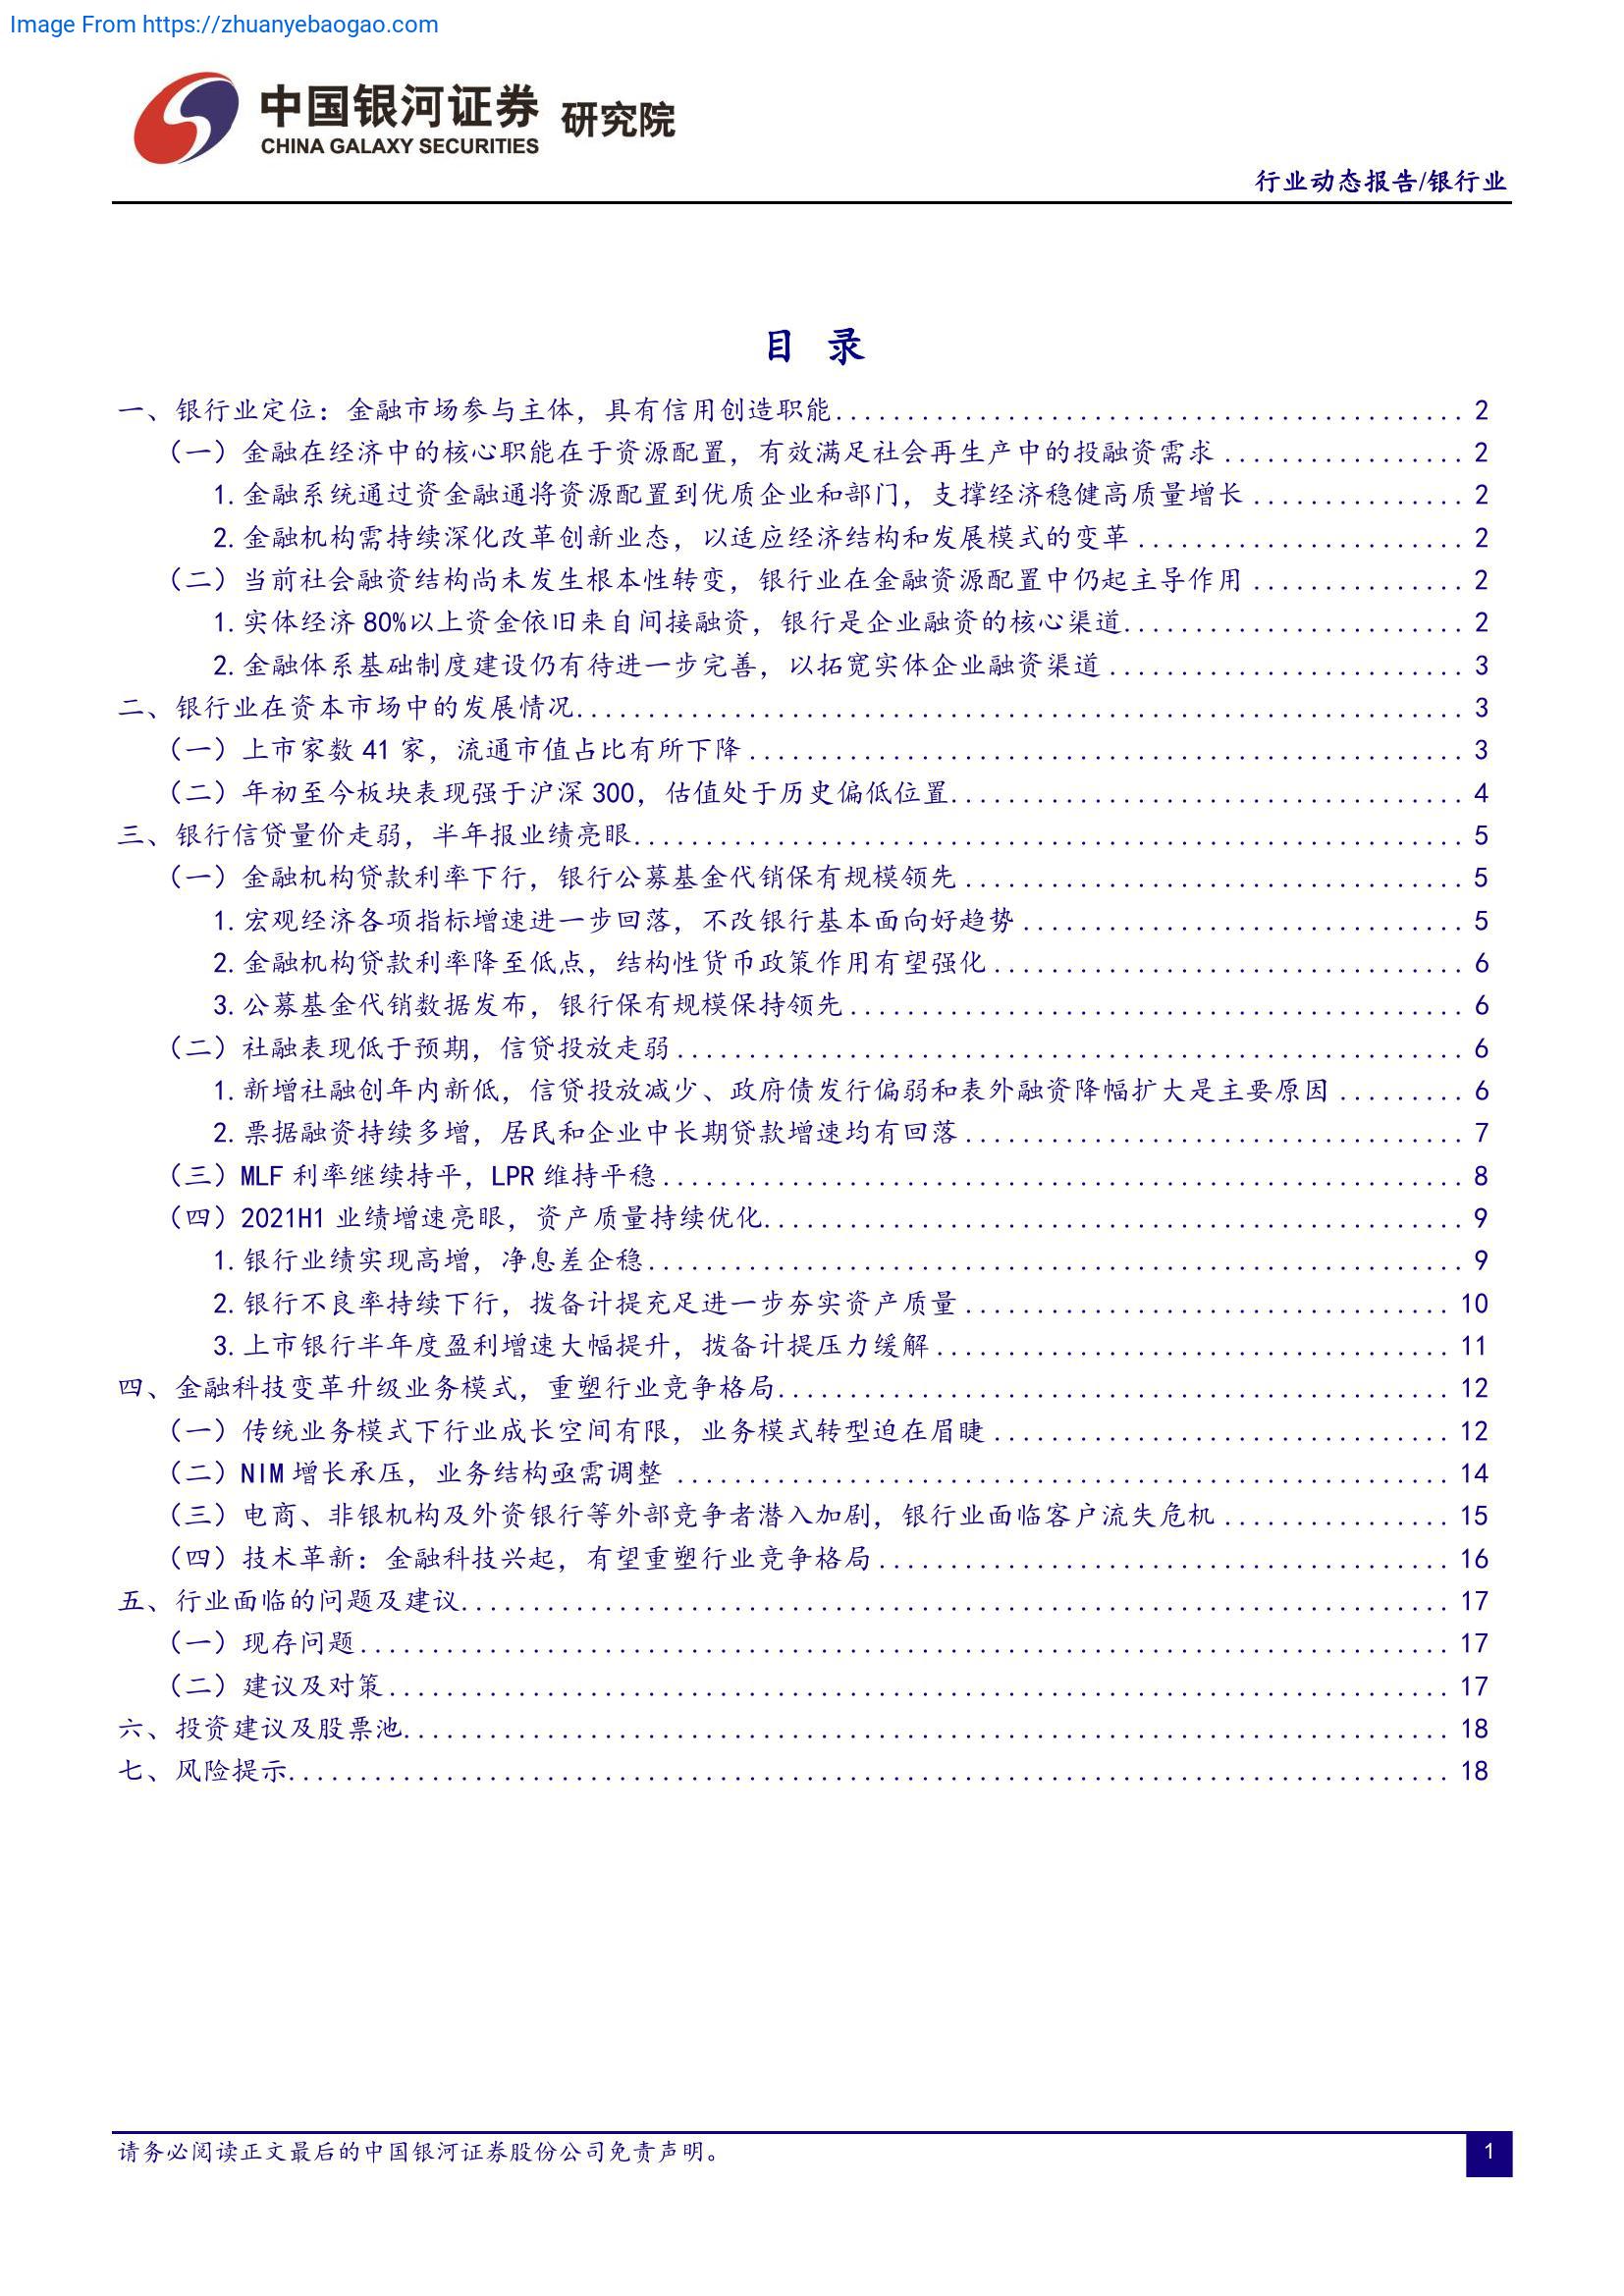 Image From https://zhuanyebaogao.com
中国银河证券 研究院
CHINA GALAXY SECURITIES
行业动态报告/银行业
目 录
一、银行业定位：金融市场参与主体，具有信用创造职能................................ 2
（一）金融在经济中的核心职能在于资源配置，有效满足社会再生产中的投融资需求................ 2
1.金融系统通过资金融通将资源配置到优质企业和部门，支撑经济稳健高质量增长............... 2
2.金融机构需持续深化改革创新业态，以适应经济结构和发展模式的变革....................... 2
（二）当前社会融资结构尚未发生根本性转变，银行业在金融资源配置中仍起主导作用............... 2
1.实体经济 80%以上资金依旧来自间接融资，银行是企业融资的核心渠道........................ 2
2.金融体系基础制度建设仍有待进一步完善，以拓宽实体企业融资渠道......................... 3
二、银行业在资本市场中的发展情况.............................................................. 3
（一）上市家数 41 家，流通市值占比有所下降.................................................. 3
（二）年初至今板块表现强于沪深 300，估值处于历史偏低位置.................................... 4
三、银行信贷量价走弱，半年报业绩亮眼.......................................................... 5
（一）金融机构贷款利率下行，银行公募基金代销保有规模领先................................... 5
1.宏观经济各项指标增速进一步回落，不改银行基本面向好趋势............................... 5
2.金融机构贷款利率降至低点，结构性货币政策作用有望强化................................. 6
3.公募基金代销数据发布，银行保有规模保持领先........................................... 6
（二）社融表现低于预期，信贷投放走弱....................................................... 6
1.新增社融创年内新低，信贷投放减少、政府债发行偏弱和表外融资降幅扩大是主要原因......... 6
2.票据融资持续多增，居民和企业中长期贷款增速均有回落................................... 7
（三）MLF 利率继续持平，LPR 维持平稳........................................................ 8
（四）2021H1 业绩增速亮眼，资产质量持续优化................................................. 9
1.银行业绩实现高增，净息差企稳......................................................... 9
2.银行不良率持续下行，拨备计提充足进一步夯实资产质量.................................. 10
3.上市银行半年度盈利增速大幅提升，拨备计提压力缓解.................................... 11
四、金融科技变革升级业务模式，重塑行业竞争格局............................................... 12
（一）传统业务模式下行业成长空间有限，业务模式转型迫在眉睫................................ 12
（二）NIM 增长承压，业务结构亟需调整...................................................... 14
（三）电商、非银机构及外资银行等外部竞争者潜入加剧，银行业面临客户流失危机................ 15
（四）技术革新：金融科技兴起，有望重塑行业竞争格局........................................ 16
五、行业面临的问题及建议..................................................................... 17
（一）现存问题............................................................................ 17
（二）建议及对策.......................................................................... 17
六、投资建议及股票池......................................................................... 18
七、风险提示................................................................................. 18
请务必阅读正文最后的中国银河证券股份公司免责声明。
1